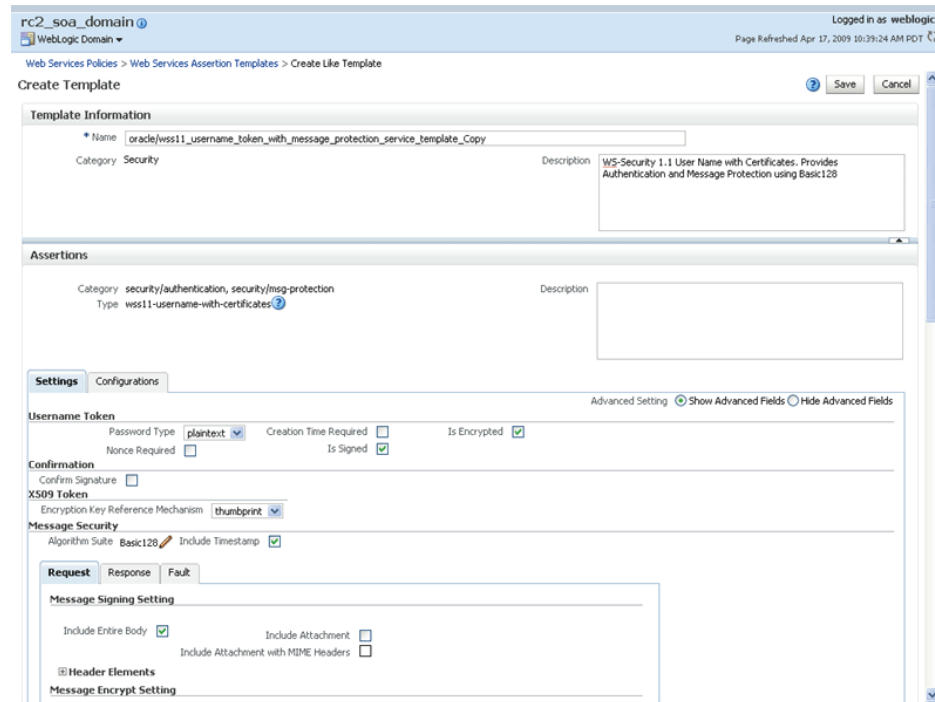 rc2_soa_domain
Logged in as weblogic
WebLogic Domain
Page Refreshed Apr 17, 2009 10:39:24 AM PDT
Web Services Policies > Web Services Assertion Templates > Create Like Template
Create Template
Save Cancel
Template Information
* Name oracle/wss11_username_token_with_message_protection_service_template_Copy
Category Security
Description WS-Security 1.1 User Name with Certificates. Provides
Authentication and Message Protection using Basic128
Assertions
Category security/authentication, security/msg-protection
Description
Type wss11-username-with-certificates
Settings Configurations
Advanced Setting Show Advanced Fields Hide Advanced Fields
Username Token
Password Type plaintext Creation Time Required Is Encrypted
Nonce Required Is Signed
Confirmation
Confirm Signature
X509 Token
Encryption Key Reference Mechanism thumbprint
Message Security
Algorithm Suite Basic128 Include Timestamp
Request Response Fault
Message Signing Setting
Include Entire Body Include Attachment
Include Attachment with MIME Headers
Header Elements
Message Encrypt Setting